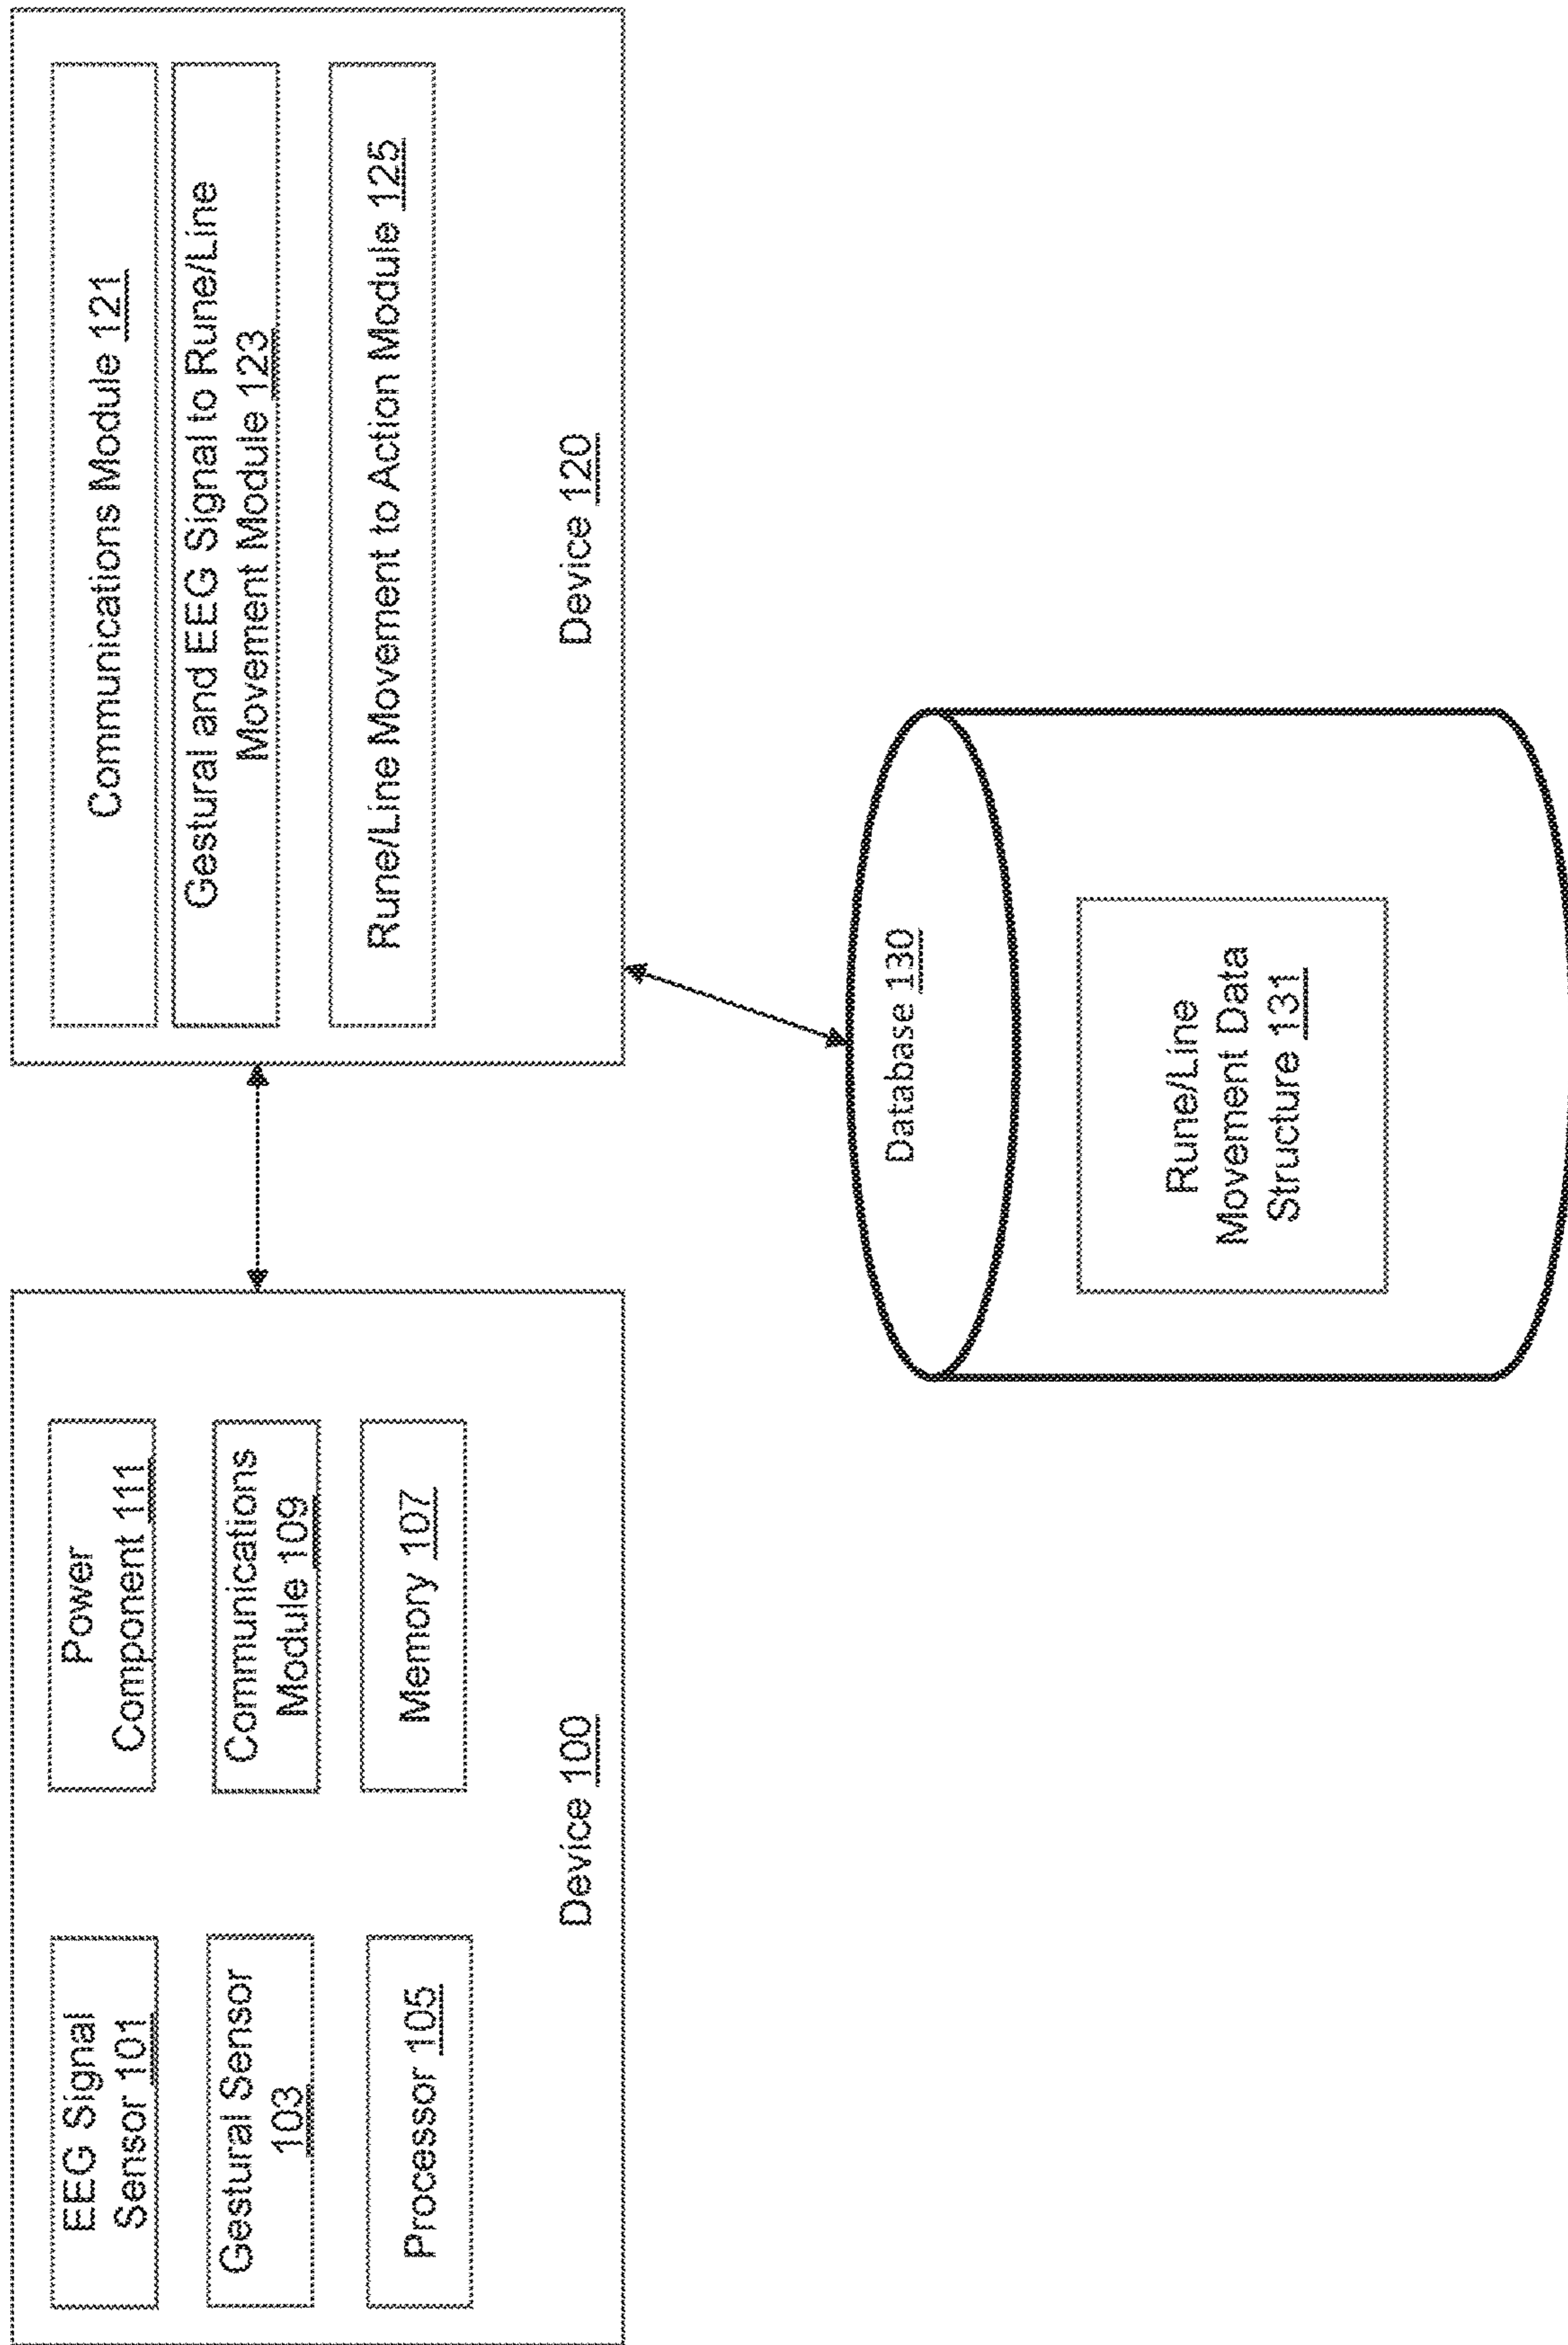 EEG Signal
Sensor 101
Gestural Sensor
103
Processor 105
Power
Component 111
Communications
Module 109
Memory 107
Device 100
Communications Module 121
Gestural and EEG Signal to Rune/Line
Movement Module 123
Rune/Line Movement to Action Module 125
Device 120
Database 130
Rune/Line
Movement Data
Structure 131